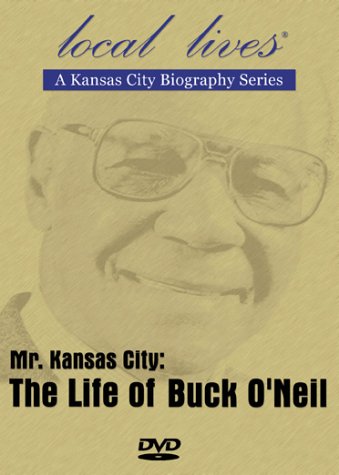 local lives®
A Kansas City Biography Series
Mr. Kansas City:
The Life of Buck O'Neil
DVD